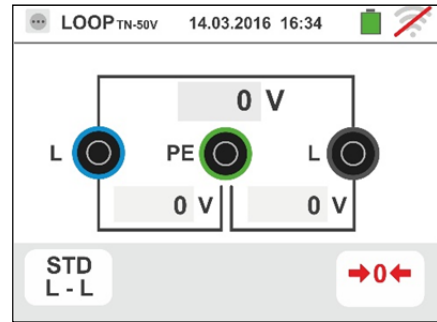 LOOP TN-50V 14.03.2016 16:34
0 V
L PE L
0 V 0 V
STD
L - L
→0←